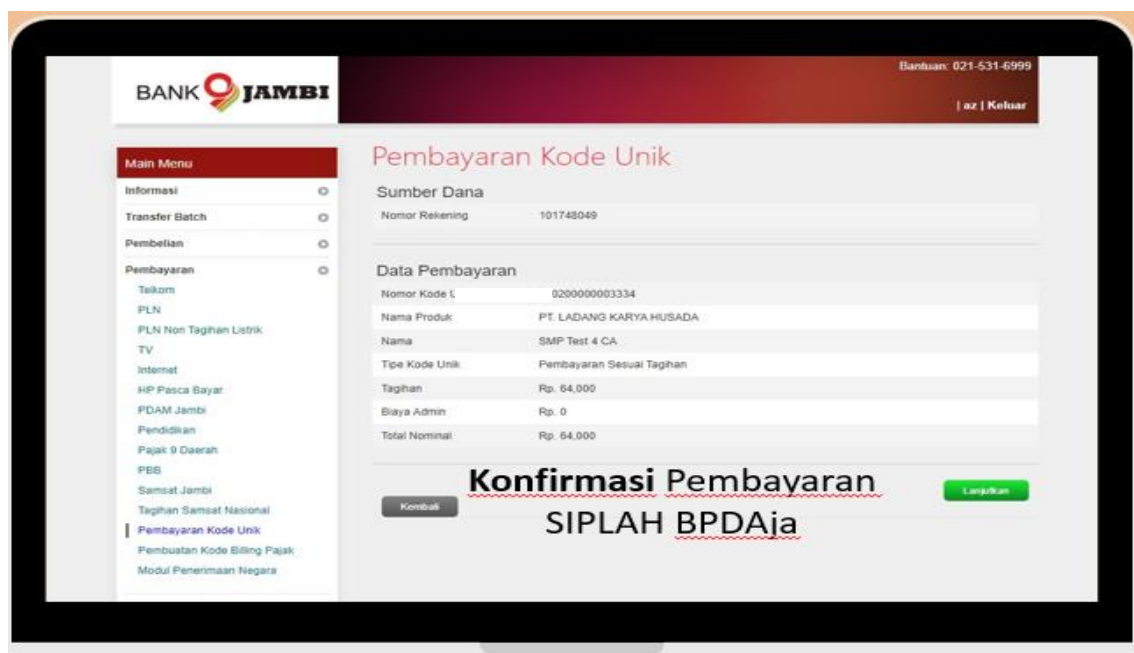 BANK 9 JAMBI
Bantuan: 021-531-6999
| az | Keluar
Main Menu
Informasi
Transfer Batch
Pembelian
Pembayaran
Telkom
PLN
PLN Non Tagihan Listrik
TV
Internet
HP Pasca Bayar
PDAM Jambi
Pendidikan
Pajak 9 Daerah
PBB
Samsat Jambi
Tagihan Samsat Nasional
Pembayaran Kode Unik
Pembuatan Kode Billing Pajak
Modul Penerimaan Negara
Pembayaran Kode Unik
Sumber Dana
Nomor Rekening 101748049
Data Pembayaran
Nomor Kode 0200000003334
Nama Produk PT. LADANG KARYA HUSADA
Nama SMP Test 4 CA
Tipe Kode Unik Pembayaran Sesuai Tagihan
Tagihan Rp. 64,000
Biaya Admin Rp. 0
Total Nominal Rp. 64,000
Konfirmasi Pembayaran
SIPLAH BPDAja
Kembali
Lanjutkan